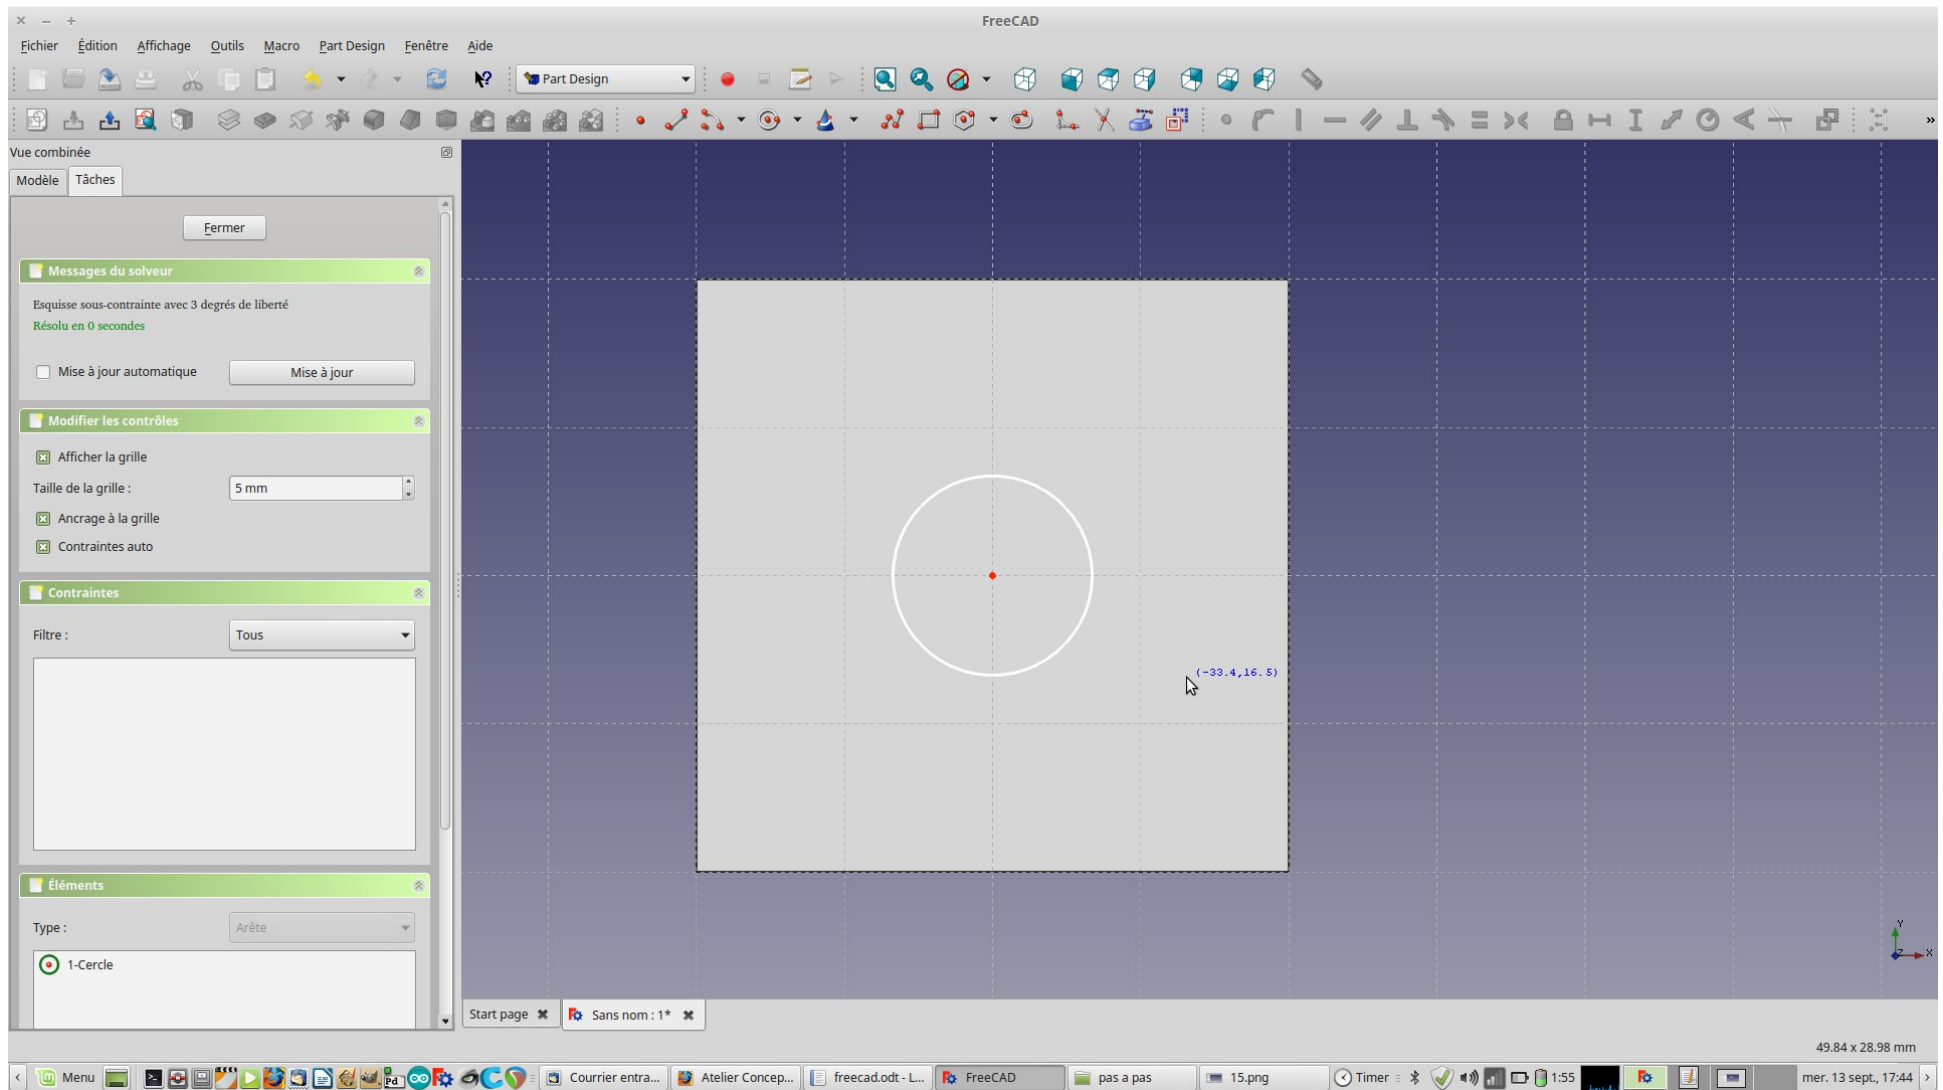 FreeCAD
Fichier Édition Affichage Outils Macro Part Design Fenêtre Aide
Part Design
»
Vue combinée
Modèle Tâches
Fermer
Messages du solveur
Esquisse sous-contrainte avec 3 degrés de liberté
Résolu en 0 secondes
Mise à jour automatique Mise à jour
Modifier les contrôles
Afficher la grille
Taille de la grille : 5 mm
Ancrage à la grille
Contraintes auto
Contraintes
Filtre : Tous
(-33.4,16.5)
Éléments
Type : Arête
1-Cercle
Y
Z X
Start page Sans nom : 1*
49.84 x 28.98 mm
Menu Pd Courrier entra... Atelier Concep... freecad.odt - L... FreeCAD pas a pas 15.png Timer 1:55 mer. 13 sept., 17:44